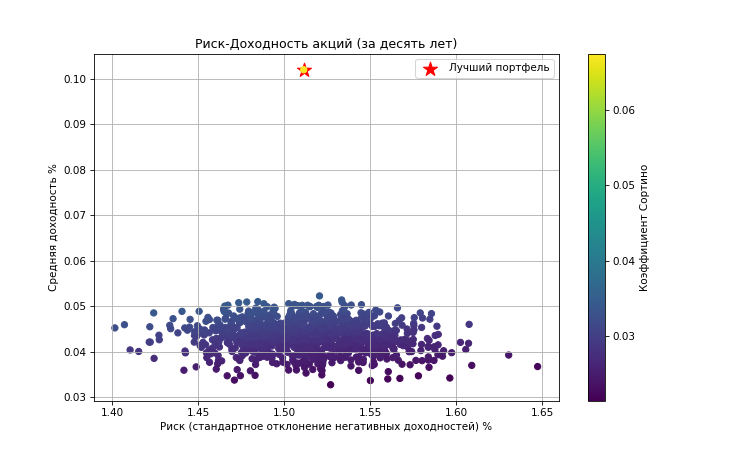 Риск-Доходность акций (за десять лет)
Лучший портфель
Средняя доходность %
0.10
0.09
0.08
0.07
0.06
0.05
0.04
0.03
1.40 1.45 1.50 1.55 1.60 1.65
Риск (стандартное отклонение негативных доходностей) %
0.06
0.05
0.04
0.03
Коэффициент Сортино